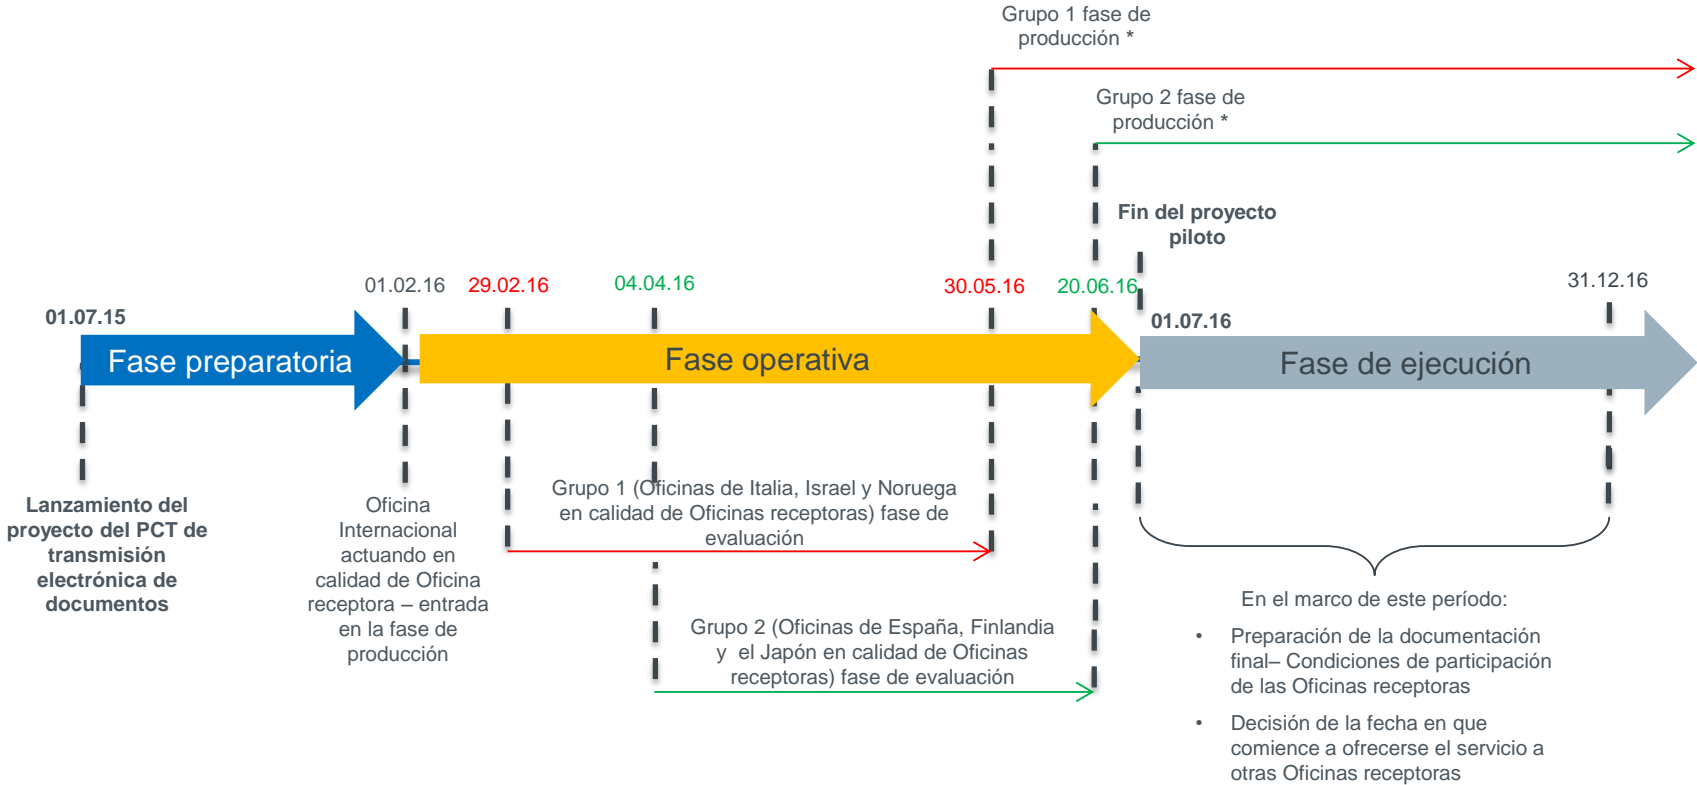 Grupo 1 fase de
producción *
Grupo 2 fase de
producción *
Fin del proyecto
piloto
01.07.15
01.02.16
29.02.16
04.04.16
30.05.16
20.06.16
01.07.16
31.12.16
Fase preparatoria
Fase operativa
Fase de ejecución
Lanzamiento del
proyecto del PCT de
transmisión
electrónica de
documentos
Oficina
Internacional
actuando en
calidad de Oficina
receptora – entrada
en la fase de
producción
Grupo 1 (Oficinas de Italia, Israel y Noruega
en calidad de Oficinas receptoras) fase de
evaluación
Grupo 2 (Oficinas de España, Finlandia
y el Japón en calidad de Oficinas
receptoras) fase de evaluación
En el marco de este período:
• Preparación de la documentación
final– Condiciones de participación
de las Oficinas receptoras
• Decisión de la fecha en que
comience a ofrecerse el servicio a
otras Oficinas receptoras